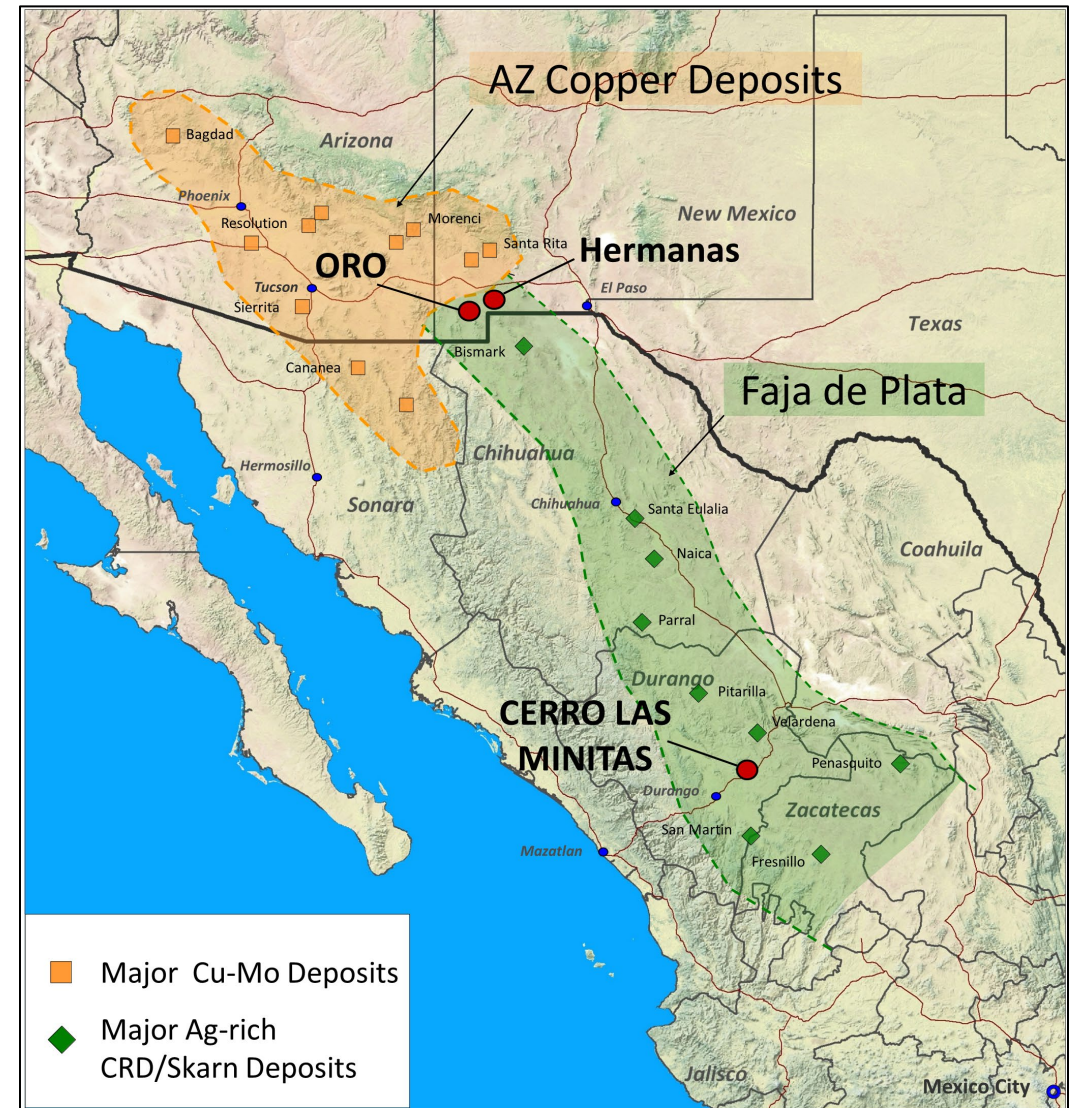 AZ Copper Deposits
Bagdad
Arizona
Phoenix
New Mexico
Resolution
Morenci
Santa Rita
Hermanas
ORO
Tucson
El Paso
Sierrita
Texas
Bismark
Cananea
Faja de Plata
Chihuahua
Hermosillo
Sonara
Chihuahua
Santa Eulalia
Naica
Coahuila
Parral
Durango
Pitarilla
CERRO LAS
MINITAS
Velardena
Penasquito
Durango
Zacatecas
San Martin
Mazatlan
Fresnillo
Major Cu-Mo Deposits
Major Ag-rich
CRD/Skarn Deposits
Jalisco
Mexico City